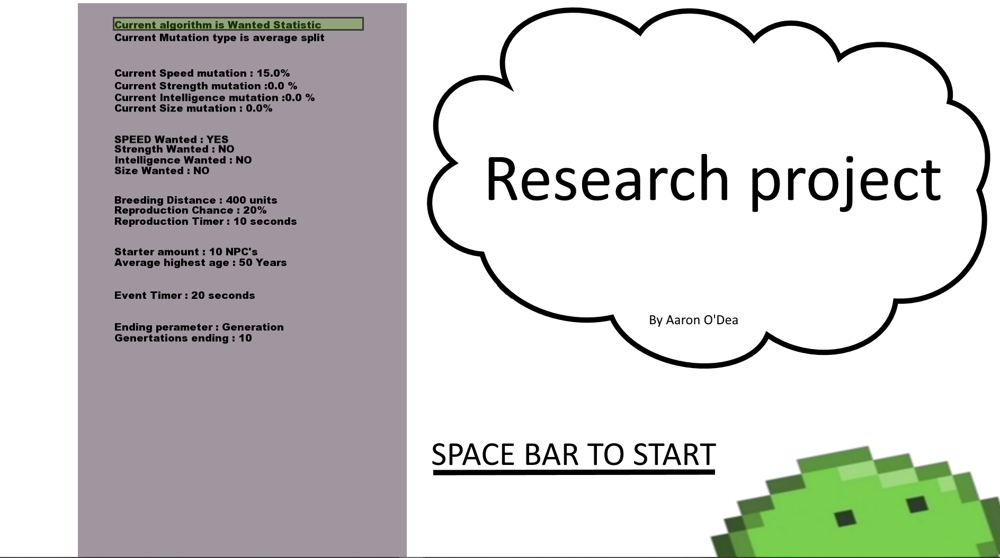 Current algorithm is Wanted Statistic
Current Mutation type is average split
Current Speed mutation : 15.0%
Current Strength mutation :0.0 %
Current Intelligence mutation :0.0 %
Current Size mutation : 0.0%
SPEED Wanted : YES
Strength Wanted : NO
Intelligence Wanted : NO
Size Wanted : NO
Breeding Distance : 400 units
Reproduction Chance : 20%
Reproduction Timer : 10 seconds
Starter amount : 10 NPC's
Average highest age : 50 Years
Event Timer : 20 seconds
Ending perameter : Generation
Genertations ending : 10
Research project
By Aaron O'Dea
SPACE BAR TO START